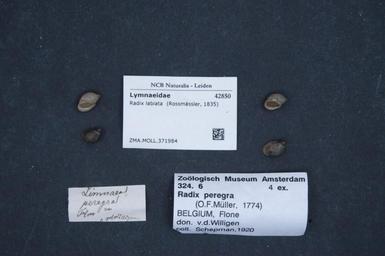 NCB Naturalis - Leiden
Lymnaeidae 42850
Radix labiata (Rossmässler, 1835)
ZMA.MOLL.371984
Zoölogisch Museum Amsterdam
324. 6 4 ex.
Radix peregra
(O.F.Müller, 1774)
BELGIUM, Flone
don. v.d.Willigen
coll. Schepman,1920
Limnaea
peregra